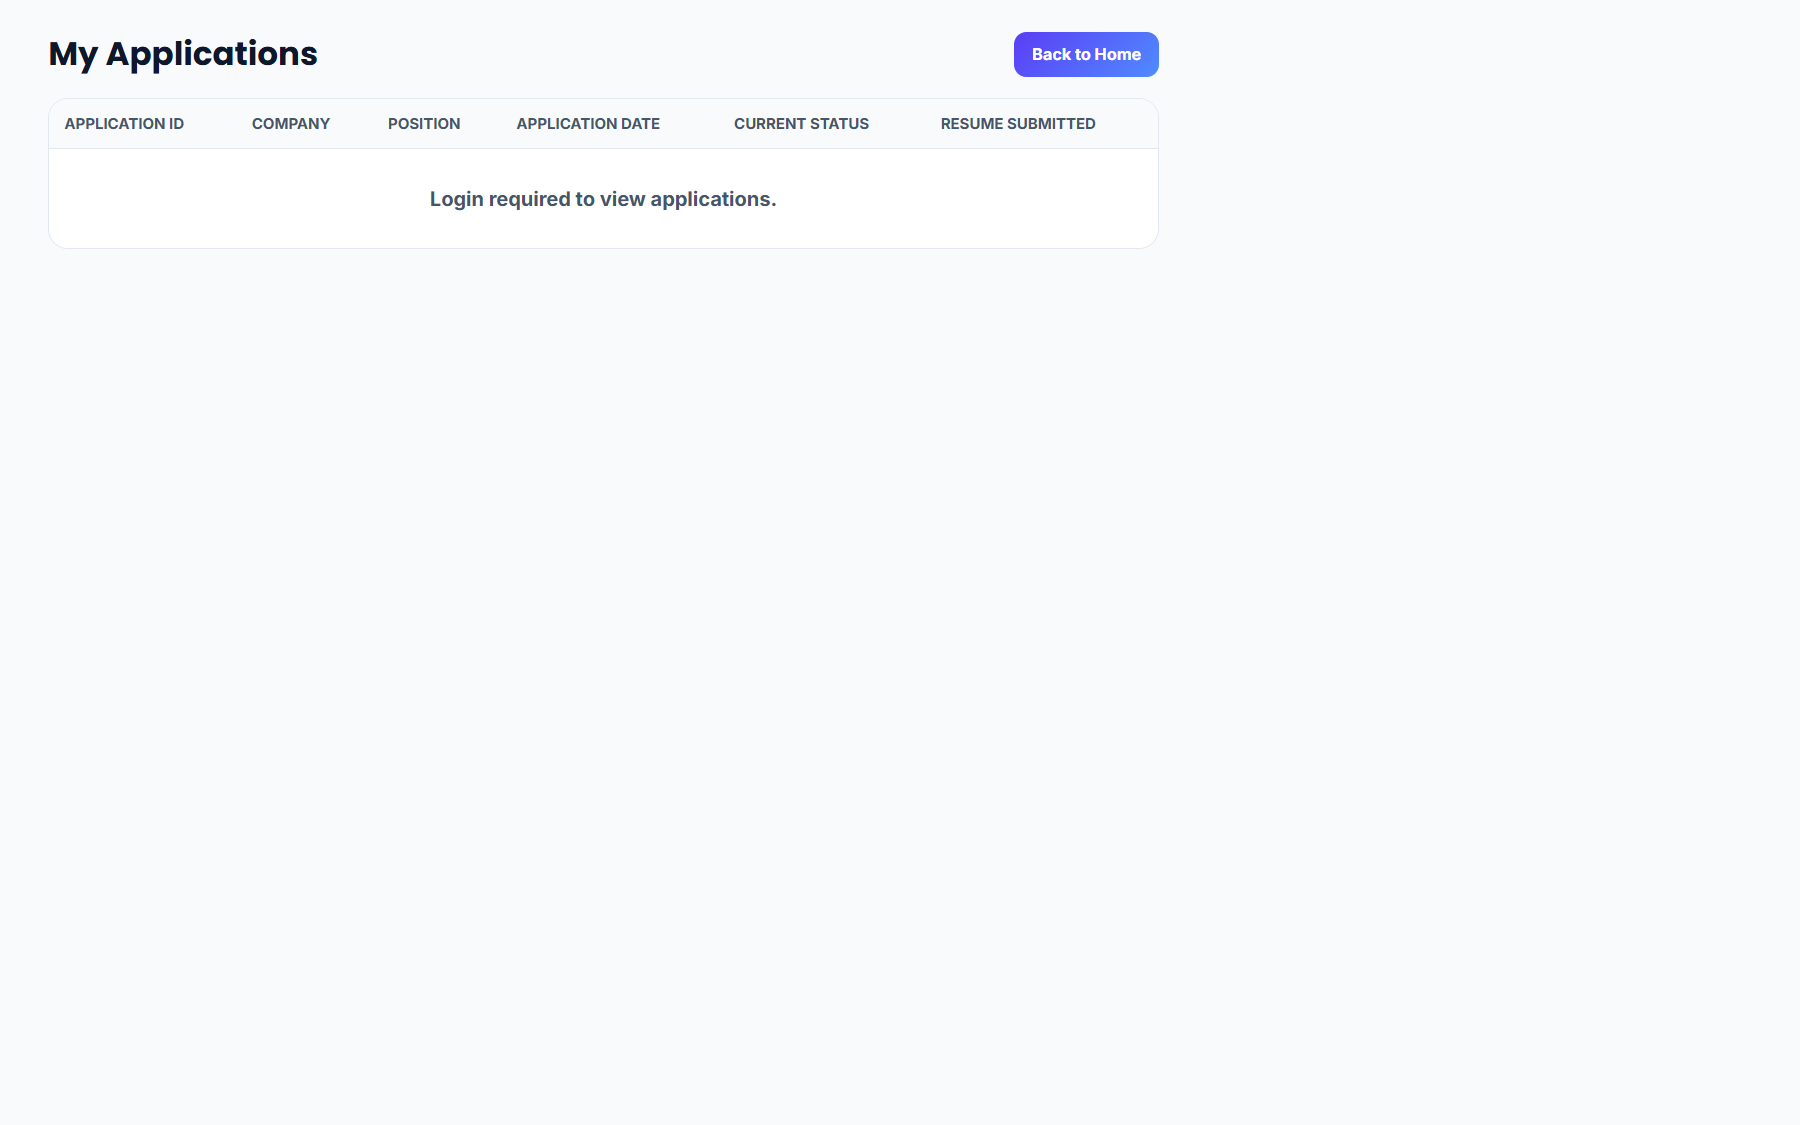 My Applications
Back to Home
APPLICATION ID COMPANY POSITION APPLICATION DATE CURRENT STATUS RESUME SUBMITTED
Login required to view applications.